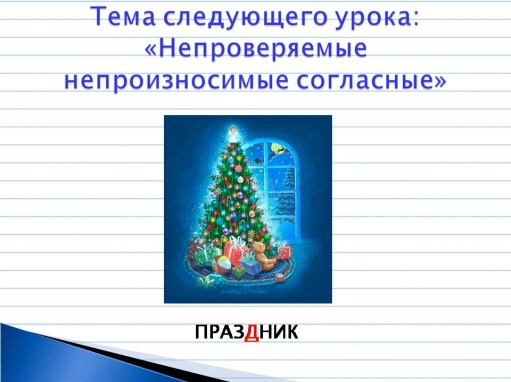 Тема следующего урока:
«Непроверяемые
непроизносимые согласные»
ПРАЗДНИК